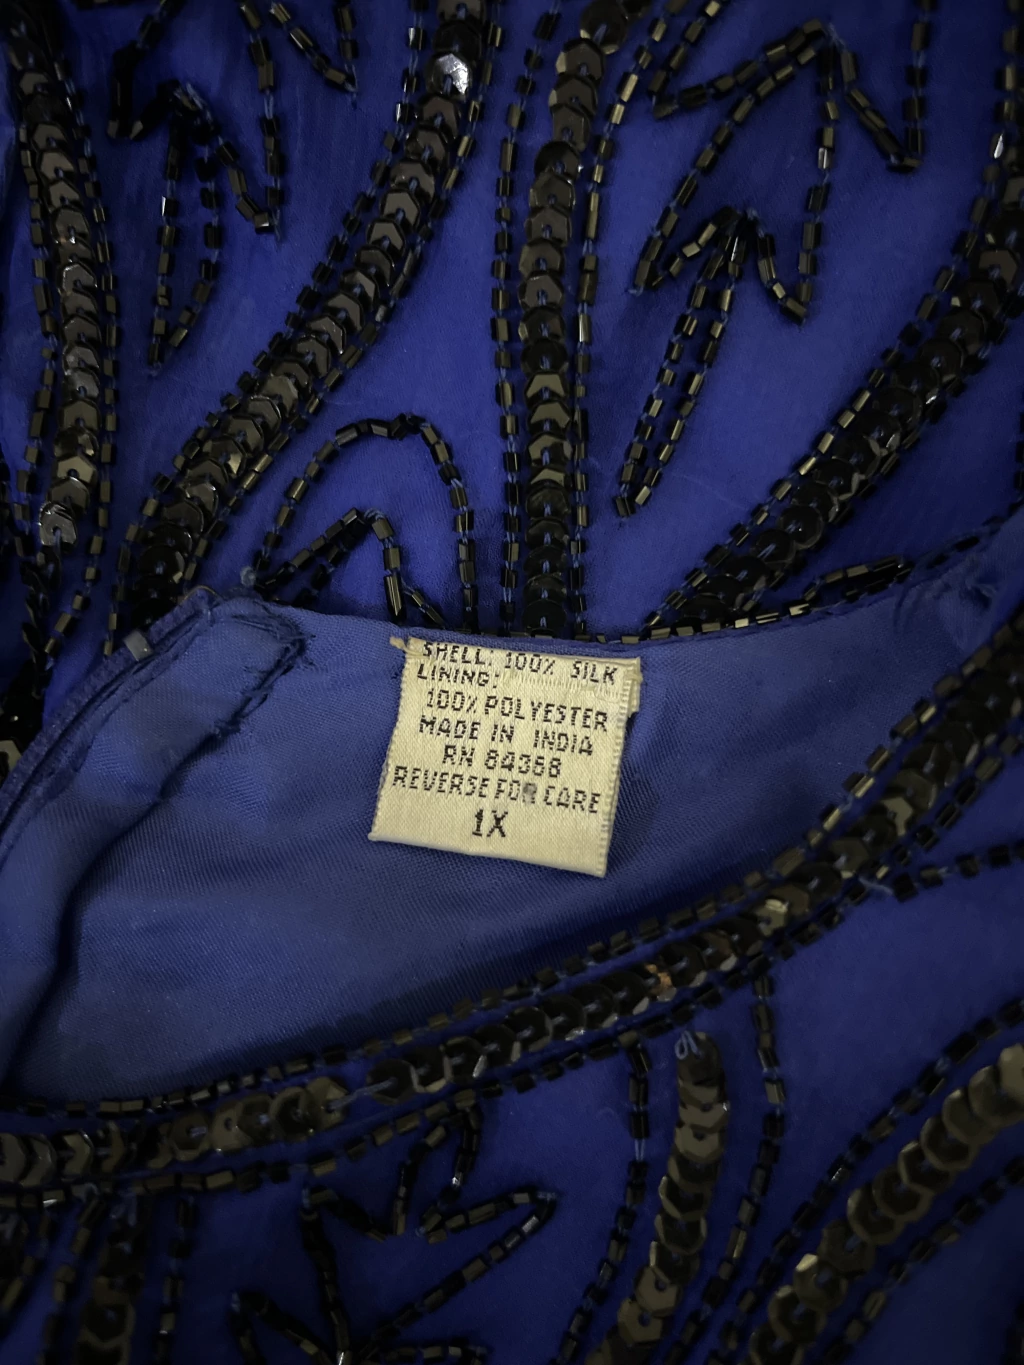 SHELL: 100% SILK
LINING:
100% POLYESTER
MADE IN INDIA
RN 84368
REVERSE FOR CARE
1X